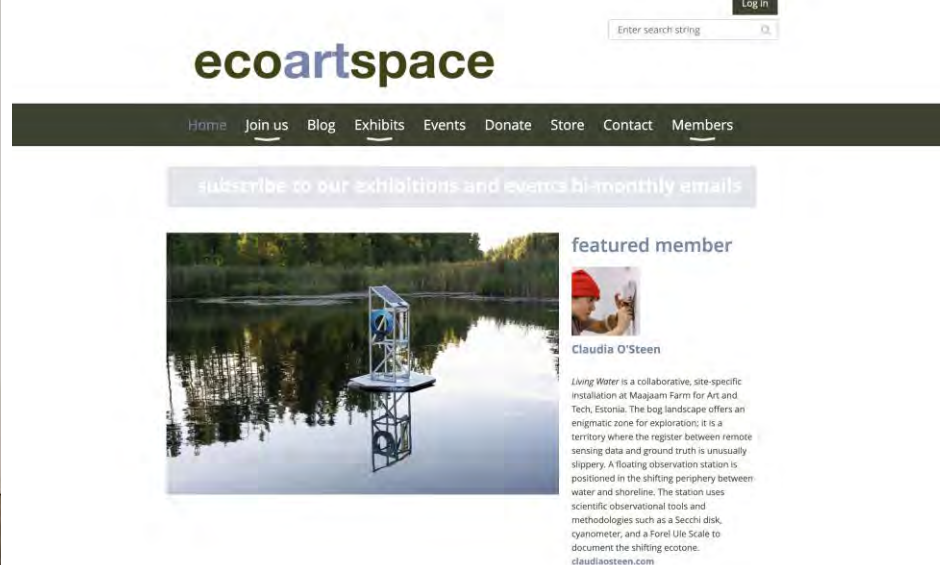 Log in
Enter search string
ecoartspace
Home Join us Blog Exhibits Events Donate Store Contact Members
subscribe to our exhibitions and events bi-monthly emails
featured member
Claudia O'Steen
Living Water is a collaborative, site-specific
installation at Maajaam Farm for Art and
Tech, Estonia. The bog landscape offers an
enigmatic zone for exploration; it is a
territory where the register between remote
sensing data and ground truth is unusually
slippery. A floating observation station is
positioned in the shifting periphery between
water and shoreline. The station uses
scientific observational tools and
methodologies such as a Secchi disk,
cyanometer, and a Forel Ule Scale to
document the shifting ecotone.
claudiaosteen.com